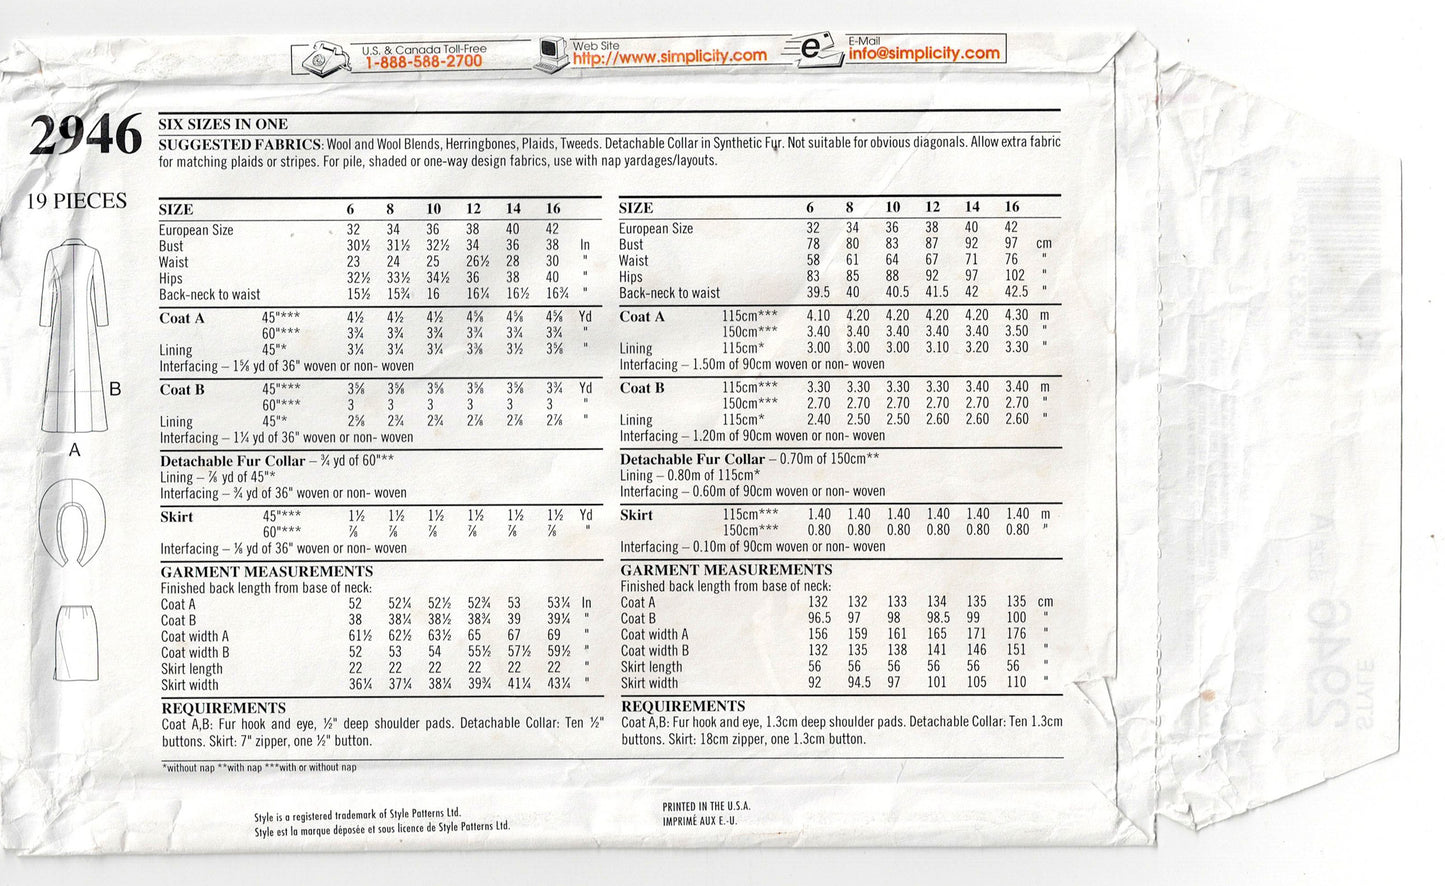 U.S. & Canada Toll-Free
1-888-588-2700
Web Site
http://www.simplicity.com
e
E-Mail
info@simplicity.com
2946
19 PIECES
B
A
SIX SIZES IN ONE
SUGGESTED FABRICS: Wool and Wool Blends, Herringbones, Plaids, Tweeds. Detachable Collar in Synthetic Fur. Not suitable for obvious diagonals. Allow extra fabric
for matching plaids or stripes. For pile, shaded or one-way design fabrics, use with nap yardages/layouts.
SIZE 6 8 10 12 14 16
European Size 32 34 36 38 40 42
Bust 30½ 31½ 32½ 34 36 38 In
Waist 23 24 25 26½ 28 30 "
Hips 32½ 33½ 34½ 36 38 40 "
Back-neck to waist 15½ 15¾ 16 16¼ 16½ 16¾ "
Coat A 45"*** 4½ 4½ 4½ 4⅝ 4⅝ 4⅝ Yd
60"*** 3¾ 3¾ 3¾ 3¾ 3¾ 3¾ "
Lining 45"* 3¼ 3¼ 3¼ 3⅜ 3½ 3⅝ "
Interfacing – 1⅝ yd of 36" woven or non- woven
Coat B 45"*** 3⅝ 3⅝ 3⅝ 3⅝ 3⅝ 3¾ Yd
60"*** 3 3 3 3 3 3 "
Lining 45"* 2⅝ 2¾ 2¾ 2⅞ 2⅞ 2⅞ "
Interfacing – 1¼ yd of 36" woven or non- woven
Detachable Fur Collar – ¾ yd of 60"**
Lining – ⅞ yd of 45"*
Interfacing – ¾ yd of 36" woven or non- woven
Skirt 45"*** 1½ 1½ 1½ 1½ 1½ 1½ Yd
60"*** ⅞ ⅞ ⅞ ⅞ ⅞ ⅞ "
Interfacing – ⅛ yd of 36" woven or non- woven
GARMENT MEASUREMENTS
Finished back length from base of neck:
Coat A 52 52¼ 52½ 52¾ 53 53¼ In
Coat B 38 38¼ 38½ 38¾ 39 39¼ "
Coat width A 61½ 62½ 63½ 65 67 69 "
Coat width B 52 53 54 55½ 57½ 59½ "
Skirt length 22 22 22 22 22 22 "
Skirt width 36¼ 37¼ 38¼ 39¾ 41¼ 43¼ "
REQUIREMENTS
Coat A,B: Fur hook and eye, ½" deep shoulder pads. Detachable Collar: Ten ½"
buttons. Skirt: 7" zipper, one ½" button.
SIZE 6 8 10 12 14 16
European Size 32 34 36 38 40 42
Bust 78 80 83 87 92 97 cm
Waist 58 61 64 67 71 76 "
Hips 83 85 88 92 97 102 "
Back-neck to waist 39.5 40 40.5 41.5 42 42.5 "
Coat A 115cm*** 4.10 4.20 4.20 4.20 4.20 4.30 m
150cm*** 3.40 3.40 3.40 3.40 3.40 3.50 "
Lining 115cm* 3.00 3.00 3.00 3.10 3.20 3.30 "
Interfacing – 1.50m of 90cm woven or non- woven
Coat B 115cm*** 3.30 3.30 3.30 3.30 3.40 3.40 m
150cm*** 2.70 2.70 2.70 2.70 2.70 2.70 "
Lining 115cm* 2.40 2.50 2.50 2.60 2.60 2.60 "
Interfacing – 1.20m of 90cm woven or non- woven
Detachable Fur Collar – 0.70m of 150cm**
Lining – 0.80m of 115cm*
Interfacing – 0.60m of 90cm woven or non- woven
Skirt 115cm*** 1.40 1.40 1.40 1.40 1.40 1.40 m
150cm*** 0.80 0.80 0.80 0.80 0.80 0.80 "
Interfacing – 0.10m of 90cm woven or non- woven
GARMENT MEASUREMENTS
Finished back length from base of neck:
Coat A 132 132 133 134 135 135 cm
Coat B 96.5 97 98 98.5 99 100 "
Coat width A 156 159 161 165 171 176 "
Coat width B 132 135 138 141 146 151 "
Skirt length 56 56 56 56 56 56 "
Skirt width 92 94.5 97 101 105 110 "
REQUIREMENTS
Coat A,B: Fur hook and eye, 1.3cm deep shoulder pads. Detachable Collar: Ten 1.3cm
buttons. Skirt: 18cm zipper, one 1.3cm button.
*without nap **with nap ***with or without nap
Style is a registered trademark of Style Patterns Ltd.
Style est la marque déposée et sous licence de Style Patterns Ltd.
PRINTED IN THE U.S.A.
IMPRIMÉ AUX E.-U.
2946 SIZE A
STYLE